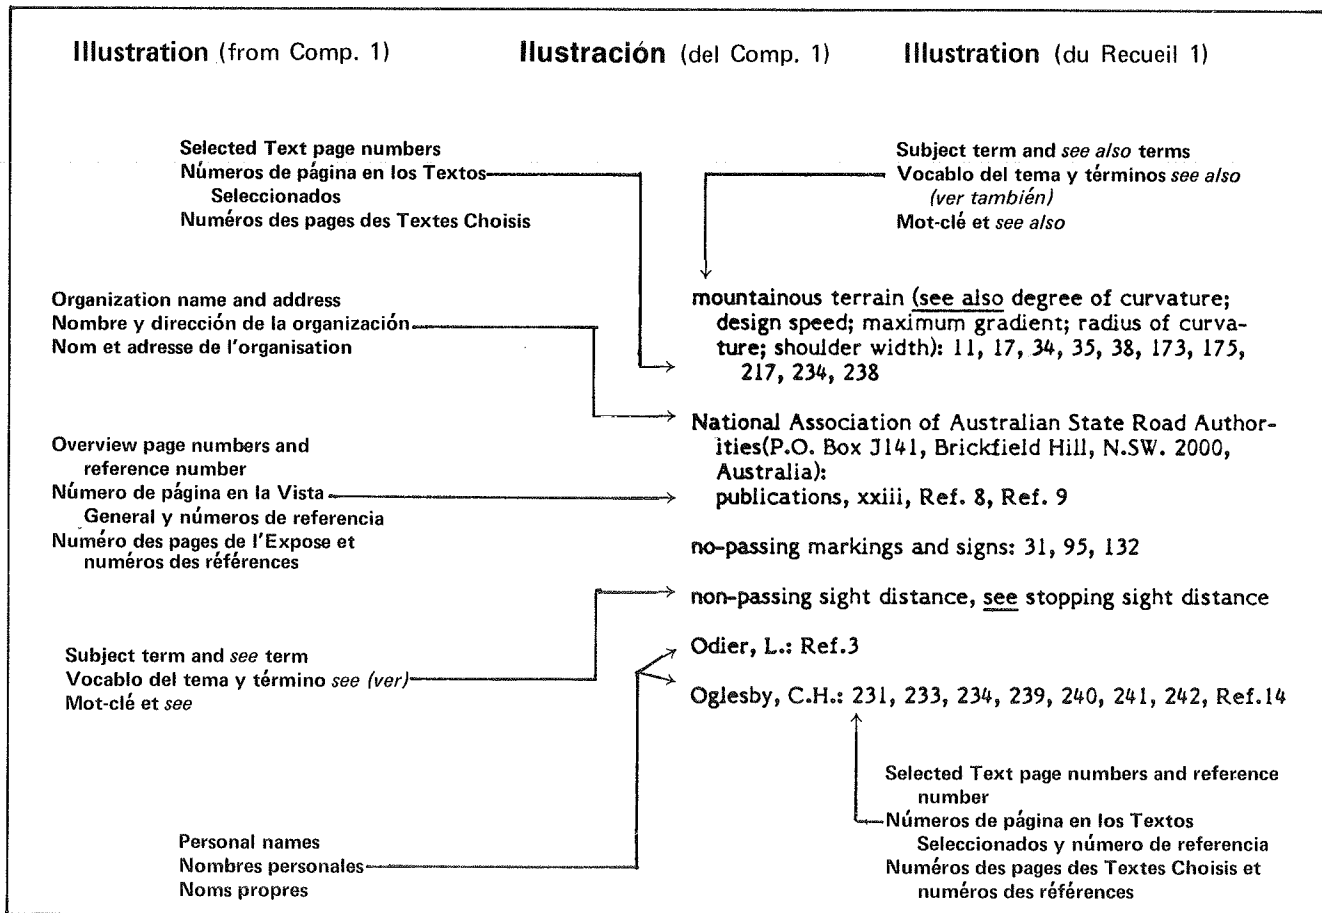 Illustration (from Comp. 1)
Ilustración (del Comp. 1)
Illustration (du Recueil 1)
Selected Text page numbers
Números de página en los Textos
Seleccionados
Numéros des pages des Textes Choisis
Subject term and see also terms
Vocablo del tema y términos see also
(ver también)
Mot-clé et see also
Organization name and address
Nombre y dirección de la organización
Nom et adresse de l'organisation
mountainous terrain (see also degree of curvature;
design speed; maximum gradient; radius of curva-
ture; shoulder width): 11, 17, 34, 35, 38, 173, 175,
217, 234, 238
National Association of Australian State Road Author-
ities(P.O. Box J141, Brickfield Hill, N.SW. 2000,
Australia):
publications, xxiii, Ref. 8, Ref. 9
Overview page numbers and
reference number
Número de página en la Vista
General y números de referencia
Numéro des pages de l'Expose et
numéros des références
no-passing markings and signs: 31, 95, 132
non-passing sight distance, see stopping sight distance
Subject term and see term
Vocablo del tema y término see (ver)
Mot-clé et see
Odier, L.: Ref.3
Oglesby, C.H.: 231, 233, 234, 239, 240, 241, 242, Ref.14
Selected Text page numbers and reference
number
Números de página en los Textos
Seleccionados y número de referencia
Numéros des pages des Textes Choisis et
numéros des références
Personal names
Nombres personales
Noms propres